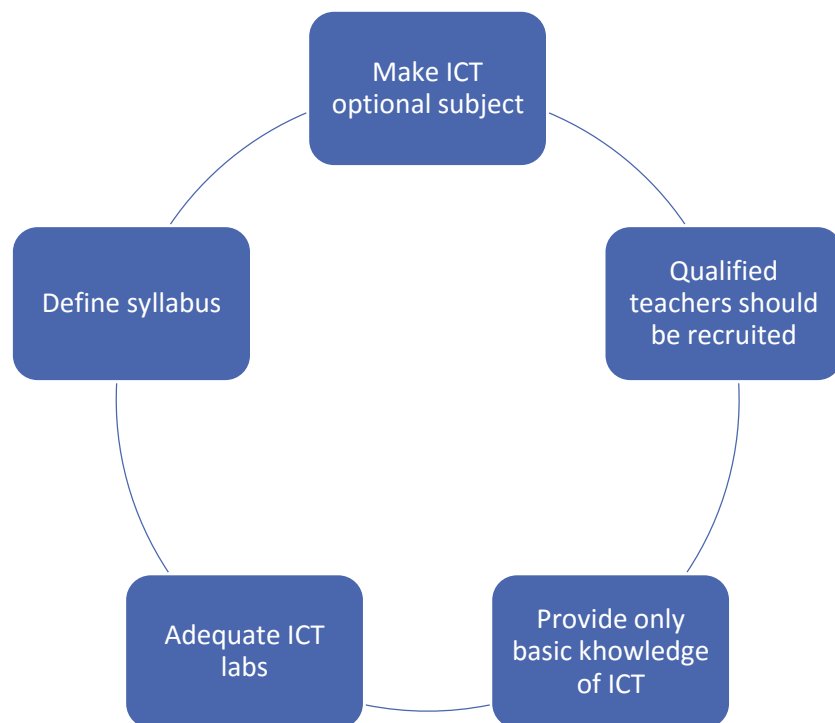 Make ICT
optional subject
Qualified
teachers should
be recruited
Provide only
basic khowledge
of ICT
Adequate ICT
labs
Define syllabus